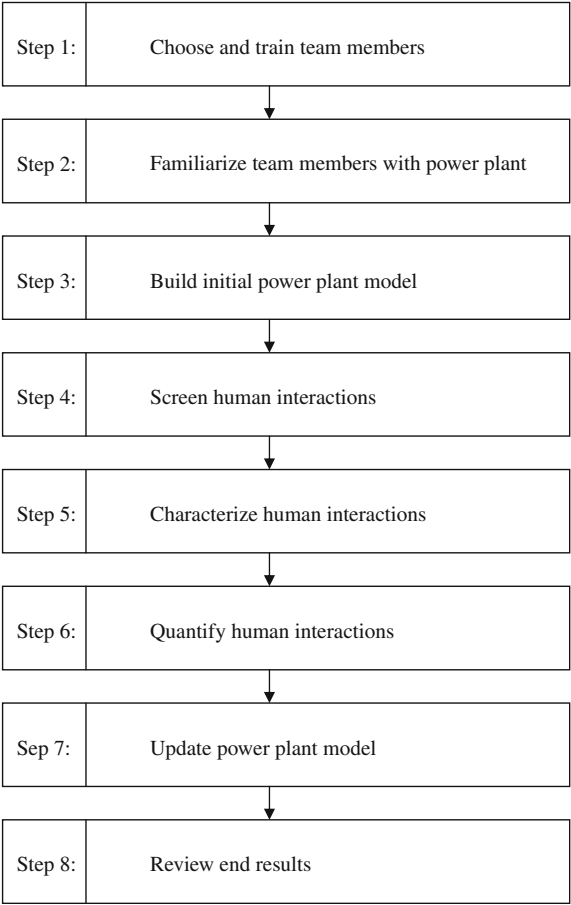 Step 1: Choose and train team members
Step 2: Familiarize team members with power plant
Step 3: Build initial power plant model
Step 4: Screen human interactions
Step 5: Characterize human interactions
Step 6: Quantify human interactions
Sep 7: Update power plant model
Step 8: Review end results